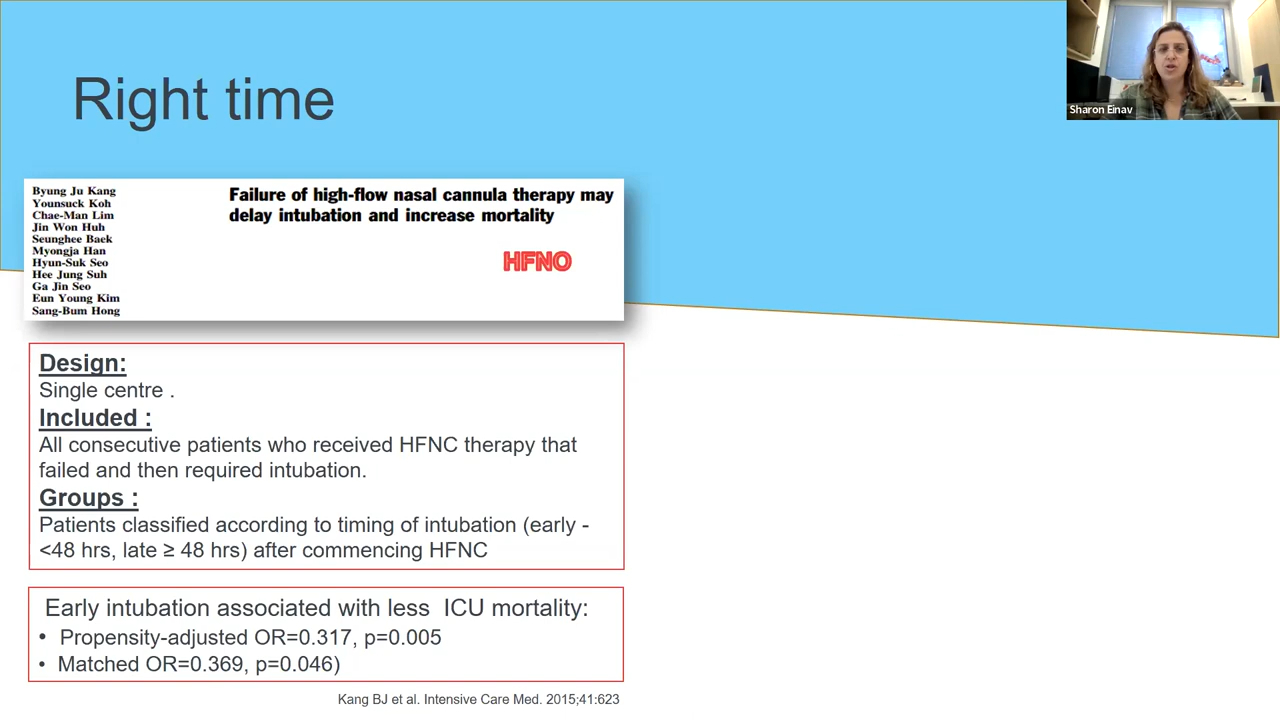 Right time
Sharon Einav
Byung Ju Kang
Younsuck Koh
Chae-Man Lim
Jin Won Huh
Seunghee Baek
Myongja Han
Hyun-Suk Seo
Hee Jung Suh
Ga Jin Seo
Eun Young Kim
Sang-Bum Hong
Failure of high-flow nasal cannula therapy may
delay intubation and increase mortality
HFNO
Design:
Single centre .
Included :
All consecutive patients who received HFNC therapy that
failed and then required intubation.
Groups :
Patients classified according to timing of intubation (early -
<48 hrs, late ≥ 48 hrs) after commencing HFNC
Early intubation associated with less  ICU mortality:
• Propensity-adjusted OR=0.317, p=0.005
• Matched OR=0.369, p=0.046)
Kang BJ et al. Intensive Care Med. 2015;41:623